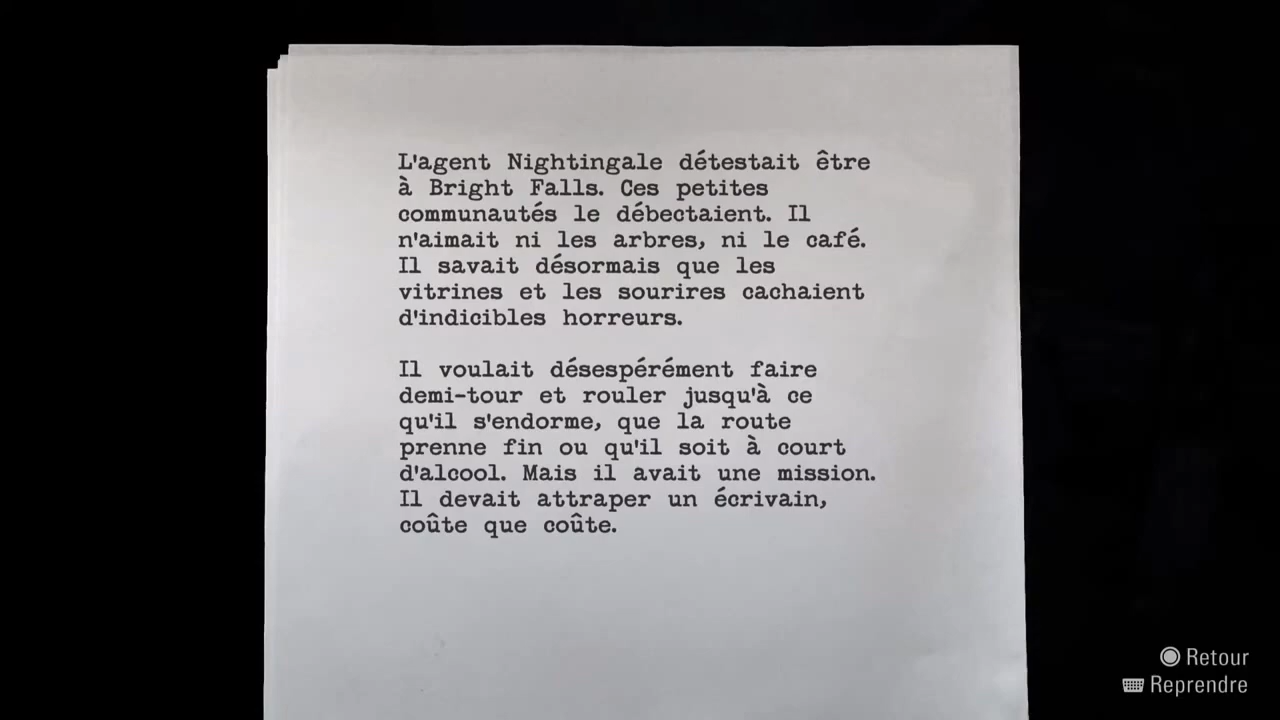 L'agent Nightingale détestait être
à Bright Falls. Ces petites
communautés le débectaient. Il
n'aimait ni les arbres, ni le café.
Il savait désormais que les
vitrines et les sourires cachaient
d'indicibles horreurs.
Il voulait désespérément faire
demi-tour et rouler jusqu'à ce
qu'il s'endorme, que la route
prenne fin ou qu'il soit à court
d'alcool. Mais il avait une mission.
Il devait attraper un écrivain,
coûte que coûte.
Retour
Reprendre